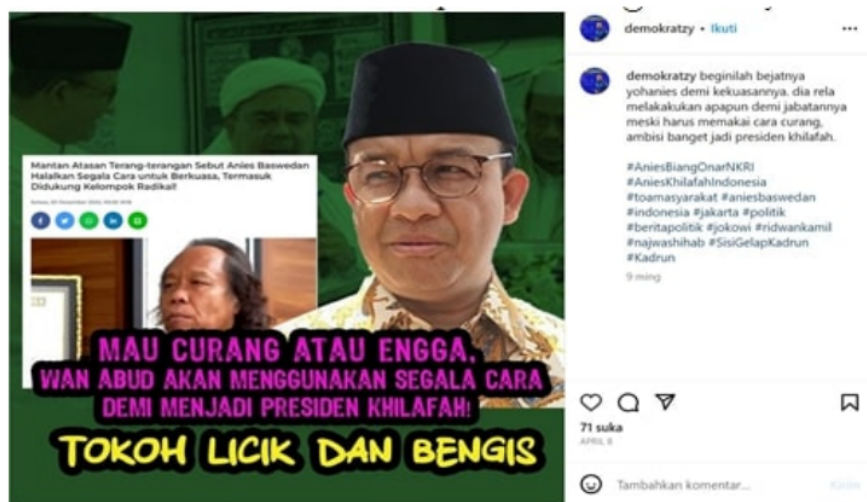 demokratzy • Ikuti
demokratzy beginilah bejatnya
yohanies demi kekuasannya. dia rela
melakakukan apapun demi jabatannya
meski harus memakai cara curang,
ambisi banget jadi presiden khilafah.
#AniesBiangOnarNKRI
#AniesKhilafahIndonesia
#toamasyarakat #aniesbaswedan
#indonesia #jakarta #politik
#beritapolitik #jokowi #ridwankamil
#najwashihab #SisiGelapKadrun
#Kadrun
9 ming
Mantan Atasan Terang-terangan Sebut Anies Baswedan
Halalkan Segala Cara untuk Berkuasa, Termasuk
Didukung Kelompok Radikal!
MAU CURANG ATAU ENGGA,
WAN ABUD AKAN MENGGUNAKAN SEGALA CARA
DEMI MENJADI PRESIDEN KHILAFAH!
TOKOH LICIK DAN BENGIS
71 suka
APRIL 8
Tambahkan komentar...
Kirim